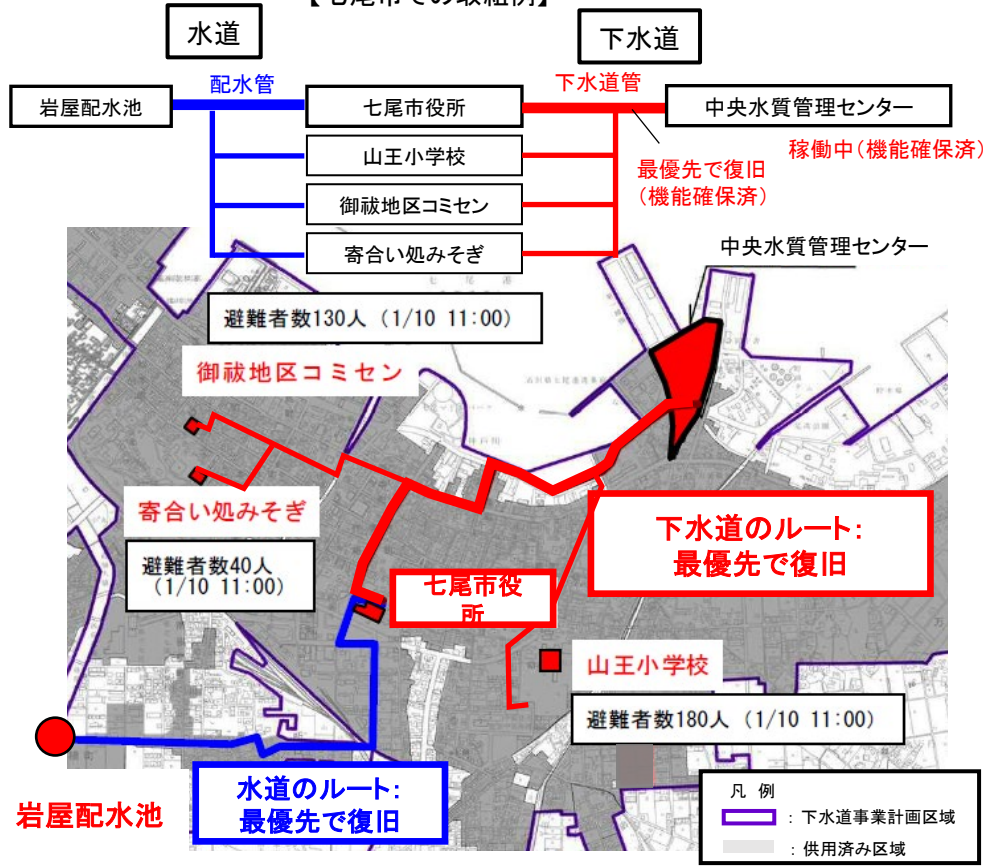 【七尾市での取組例】
水道
下水道
配水管
下水道管
岩屋配水池
七尾市役所
中央水質管理センター
山王小学校
稼働中(機能確保済)
最優先で復旧
(機能確保済)
御祓地区コミセン
寄合い処みそぎ
中央水質管理センター
避難者数130人 (1/10 11:00)
御祓地区コミセン
寄合い処みそぎ
避難者数40人
(1/10 11:00)
下水道のルート:
最優先で復旧
七尾市役
所
山王小学校
避難者数180人 (1/10 11:00)
水道のルート:
最優先で復旧
岩屋配水池
凡 例
: 下水道事業計画区域
: 供用済み区域